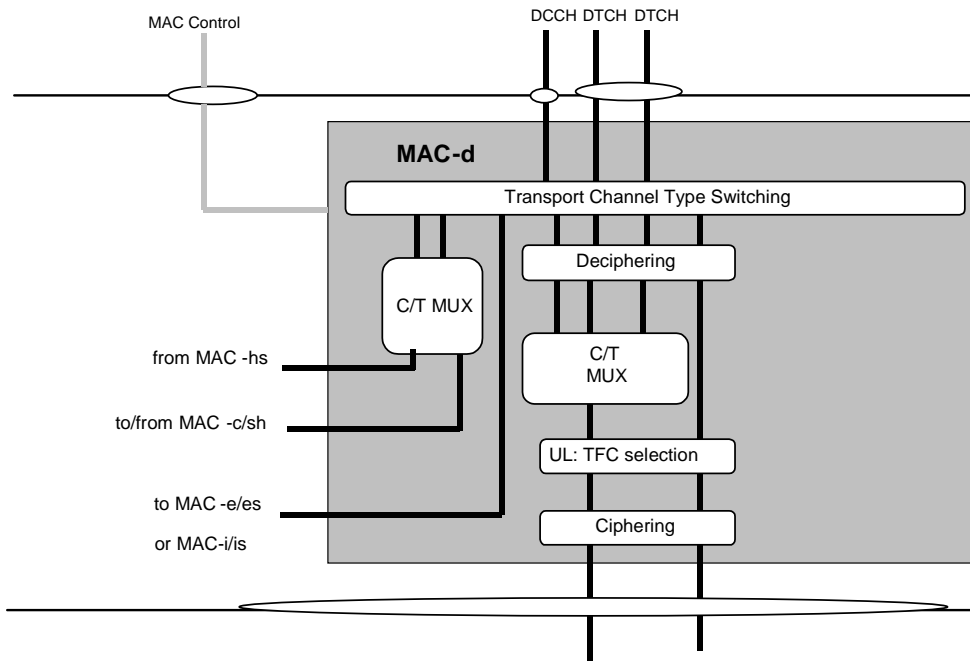 MAC Control
DCCH DTCH DTCH
MAC-d
Transport Channel Type Switching
Deciphering
C/T MUX
from MAC -hs
C/T
MUX
to/from MAC -c/sh
UL: TFC selection
to MAC -e/es
or MAC-i/is
Ciphering